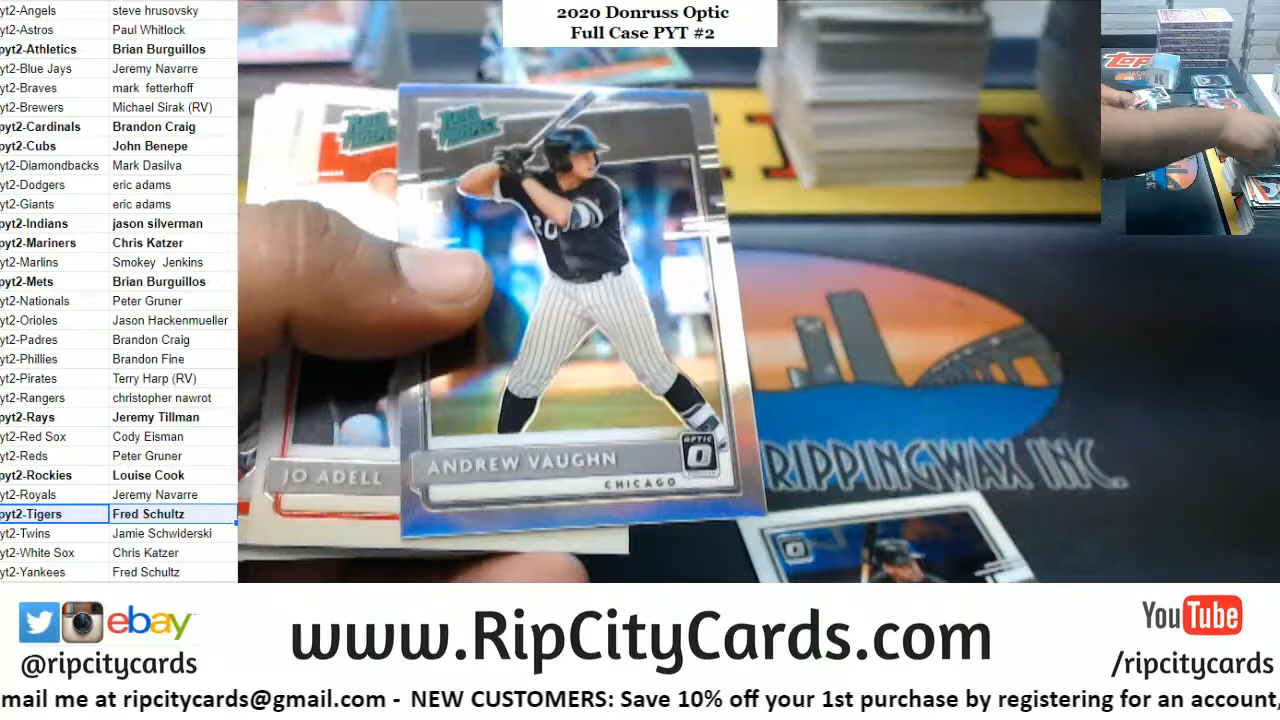 yt2-Angels steve hrusovsky
yt2-Astros Paul Whitlock
pyt2-Athletics Brian Burguillos
yt2-Blue Jays Jeremy Navarre
yt2-Braves mark fetterhoff
yt2-Brewers Michael Sirak (RV)
pyt2-Cardinals Brandon Craig
pyt2-Cubs John Benepe
yt2-Diamondbacks Mark Dasilva
yt2-Dodgers eric adams
yt2-Giants eric adams
pyt2-Indians jason silverman
pyt2-Mariners Chris Katzer
yt2-Marlins Smokey Jenkins
pyt2-Mets Brian Burguillos
yt2-Nationals Peter Gruner
yt2-Orioles Jason Hackenmueller
yt2-Padres Brandon Craig
yt2-Phillies Brandon Fine
yt2-Pirates Terry Harp (RV)
yt2-Rangers christopher nawrot
pyt2-Rays Jeremy Tillman
yt2-Red Sox Cody Elsman
yt2-Reds Peter Gruner
pyt2-Rockies Louise Cook
yt2-Royals Jeremy Navarre
pyt2-Tigers Fred Schultz
yt2-Twins Jamie Schwiderski
yt2-White Sox Chris Katzer
yt2-Yankees Fred Schultz
2020 Donruss Optic
Full Case PYT #2
Topps
RATED PROSPECT
RATED PROSPECT
20
JO ADELL
ANDREW VAUGHN
CHICAGO
OPTIC
RIPPINGWAX INC.
ebay
@ripcitycards
www.RipCityCards.com
YouTube
/ripcitycards
mail me at ripcitycards@gmail.com - NEW CUSTOMERS: Save 10% off your 1st purchase by registering for an account,